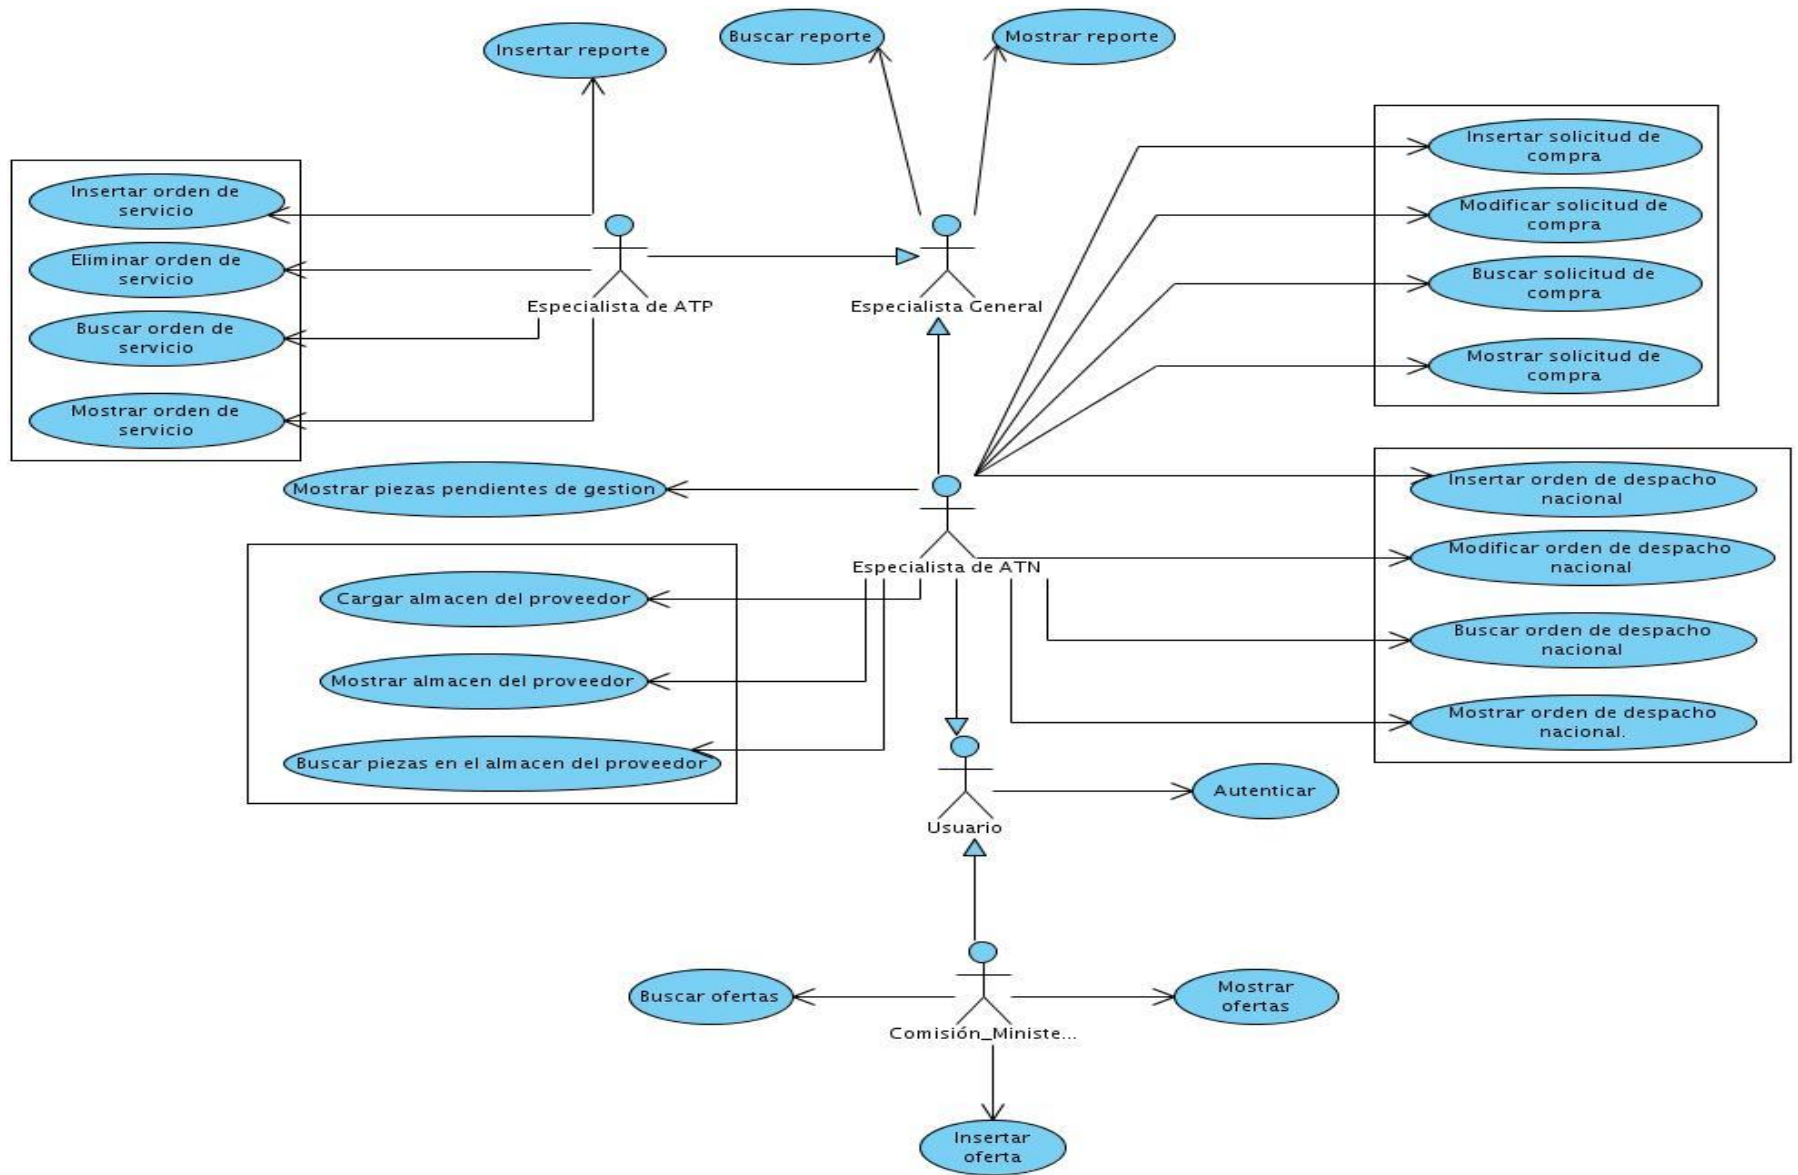 Insertar reporte
Buscar reporte
Mostrar reporte
Insertar orden de
servicio
Eliminar orden de
servicio
Buscar orden de
servicio
Mostrar orden de
servicio
Especialista de ATP
Especialista General
Insertar solicitud de
compra
Modificar solicitud de
compra
Buscar solicitud de
compra
Mostrar solicitud de
compra
Mostrar piezas pendientes de gestion
Especialista de ATN
Insertar orden de despacho
nacional
Modificar orden de despacho
nacional
Buscar orden de despacho
nacional
Mostrar orden de despacho
nacional.
Cargar almacen del proveedor
Mostrar almacen del proveedor
Buscar piezas en el almacen del proveedor
Usuario
Autenticar
Buscar ofertas
Comisión_Ministe...
Mostrar
ofertas
Insertar
oferta